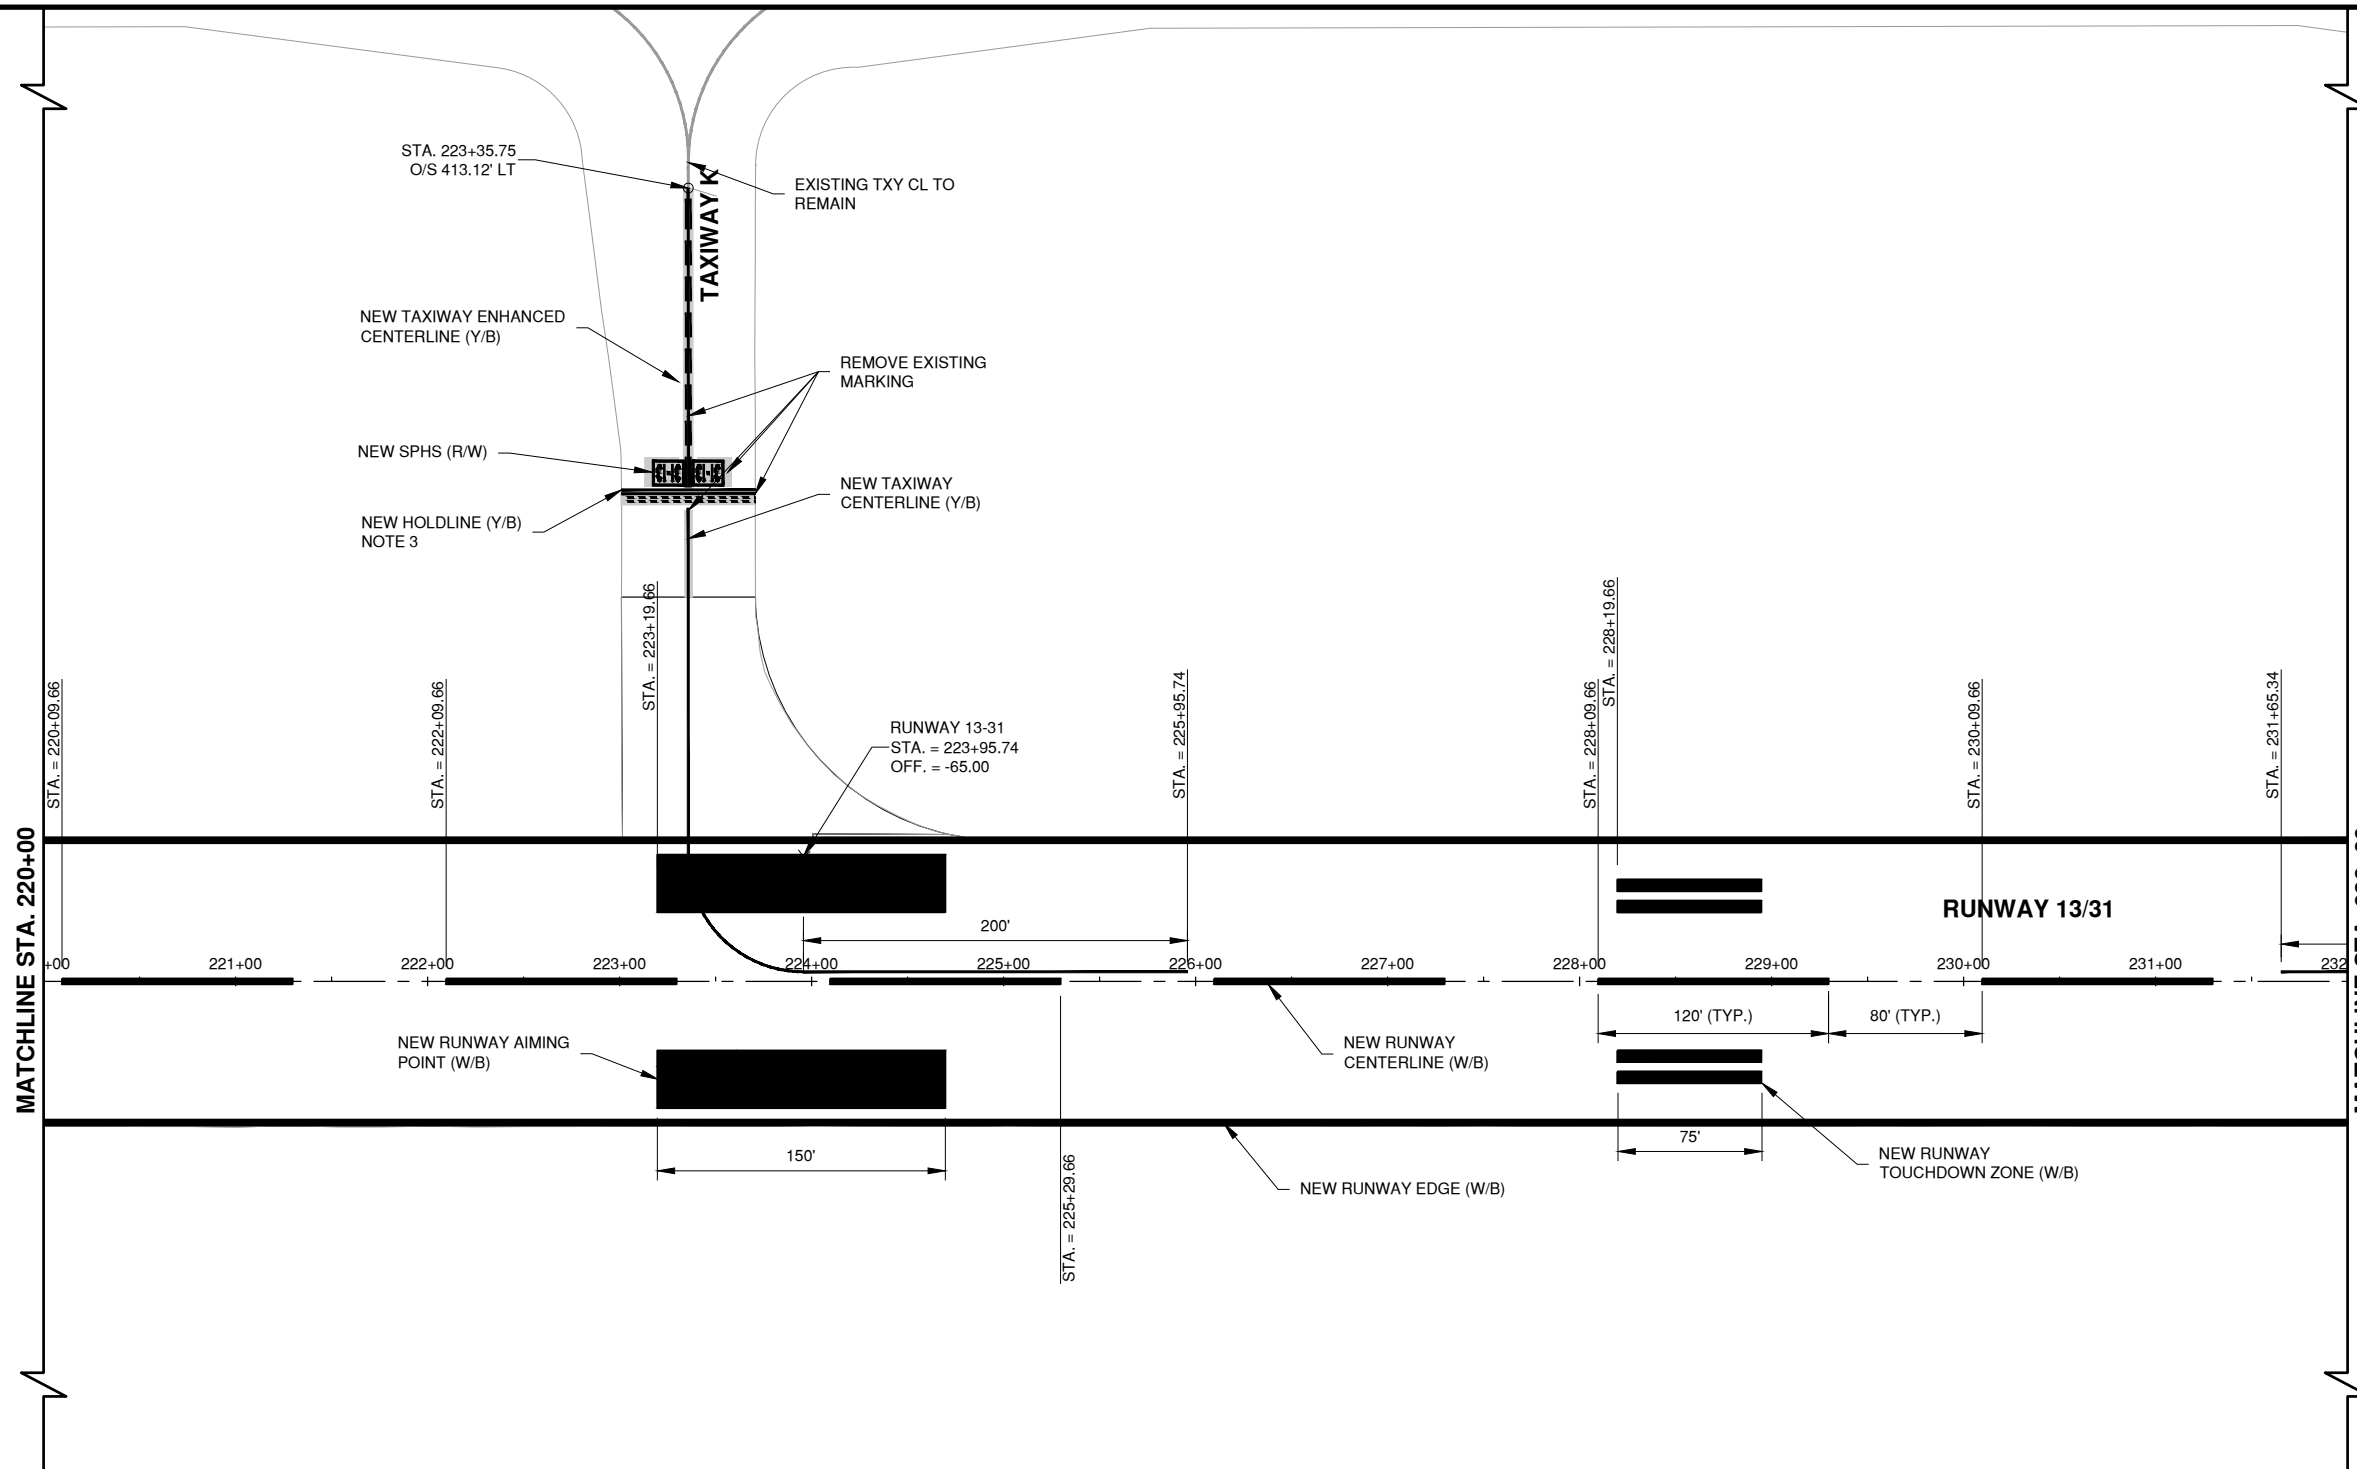 STA. 223+35.75
O/S 413.12' LT
EXISTING TXY CL TO
REMAIN
TAXIWAY K
NEW TAXIWAY ENHANCED
CENTERLINE (Y/B)
REMOVE EXISTING
MARKING
NEW SPHS (R/W)
NEW TAXIWAY
CENTERLINE (Y/B)
NEW HOLDLINE (Y/B)
NOTE 3
STA. = 220+09.66
STA. = 222+09.66
STA. = 223+19.66
RUNWAY 13-31
STA. = 223+95.74
OFF. = -65.00
STA. = 225+95.74
STA. = 228+09.66
STA. = 228+19.66
STA. = 230+09.66
STA. = 231+65.34
MATCHLINE STA. 220+00
RUNWAY 13/31
200'
+00
221+00
222+00
223+00
224+00
225+00
226+00
227+00
228+00
229+00
230+00
231+00
232
120' (TYP.)
80' (TYP.)
NEW RUNWAY AIMING
POINT (W/B)
NEW RUNWAY
CENTERLINE (W/B)
75'
150'
STA. = 225+29.66
NEW RUNWAY EDGE (W/B)
NEW RUNWAY
TOUCHDOWN ZONE (W/B)